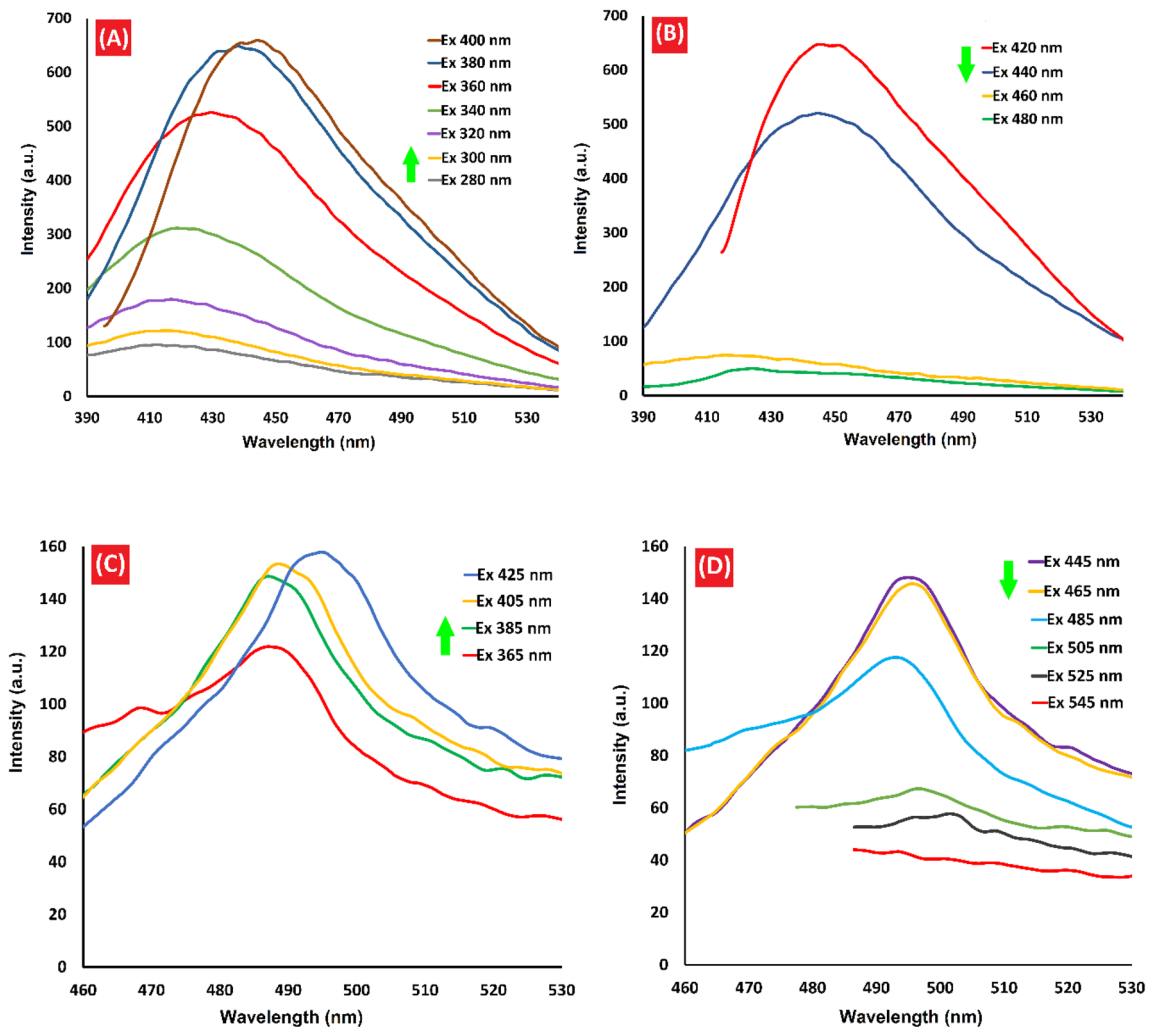 (A)
Ex 400 nm
Ex 380 nm
Ex 360 nm
Ex 340 nm
Ex 320 nm
Ex 300 nm
Ex 280 nm
700
600
500
400
300
200
100
0
Intensity (a.u.)
390 410 430 450 470 490 510 530
Wavelength (nm)
(B)
Ex 420 nm
Ex 440 nm
Ex 460 nm
Ex 480 nm
700
600
500
400
300
200
100
0
Intensity (a.u.)
390 410 430 450 470 490 510 530
Wavelength (nm)
(C)
Ex 425 nm
Ex 405 nm
Ex 385 nm
Ex 365 nm
160
140
120
100
80
60
40
20
0
Intensity (a.u.)
460 470 480 490 500 510 520 530
Wavelength (nm)
(D)
Ex 445 nm
Ex 465 nm
Ex 485 nm
Ex 505 nm
Ex 525 nm
Ex 545 nm
160
140
120
100
80
60
40
20
0
Intensity (a.u.)
460 470 480 490 500 510 520 530
Wavelength (nm)